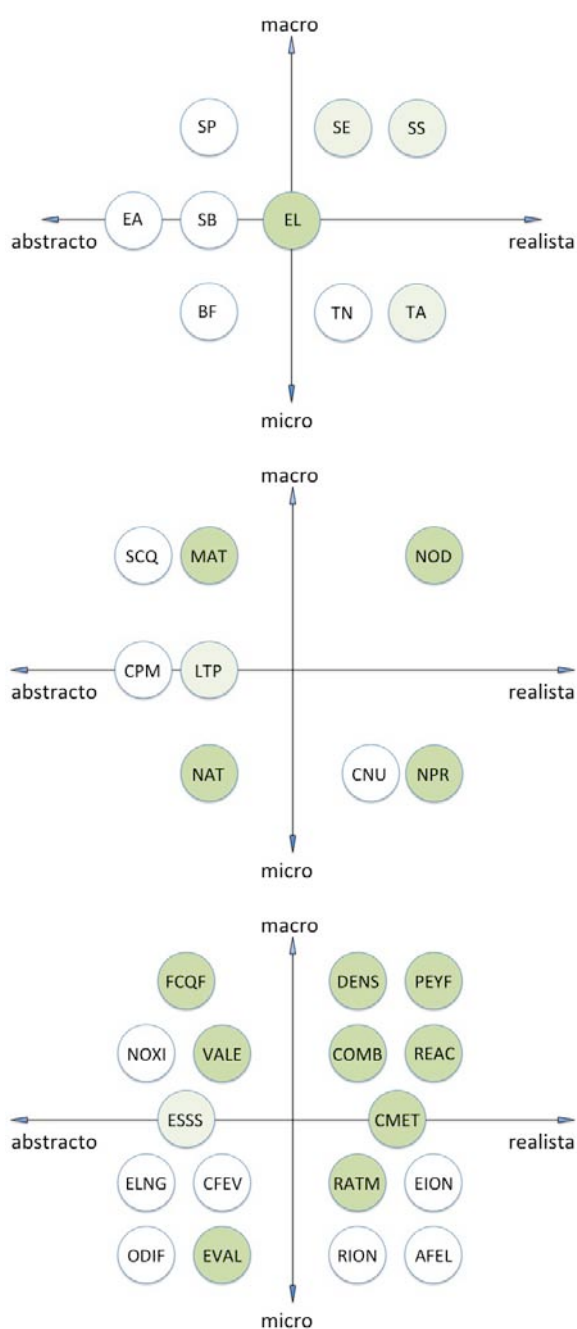 macro
SP SE SS
EA SB EL
abstracto realista
BF TN TA
micro
macro
SCQ MAT NOD
CPM LTP
abstracto realista
NAT CNU NPR
micro
macro
FCQF DENS PEYF
NOXI VALE COMB REAC
ESSS CMET
abstracto realista
ELNG CFEV RATM EION
ODIF EVAL RION AFEL
micro